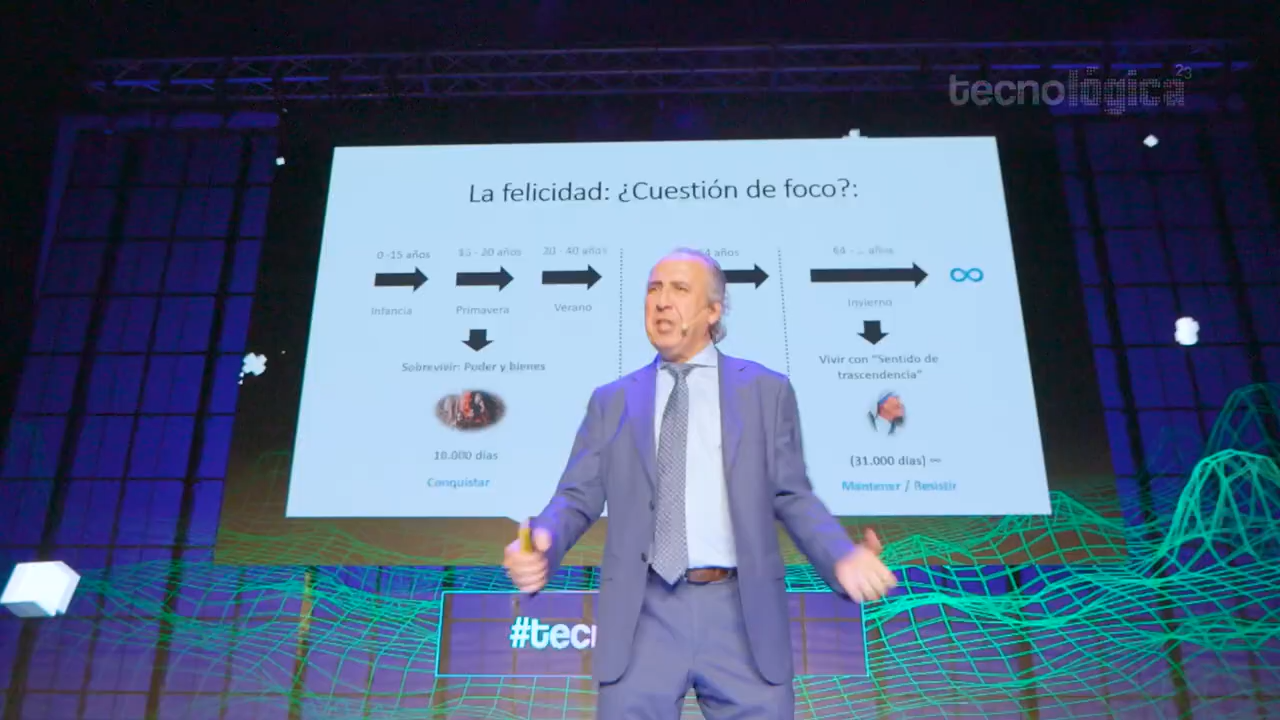 tecnológica 23
La felicidad: ¿Cuestión de foco?:
0 -15 años
15 - 20 años
20 - 40 años
64 - ... años
Infancia
Primavera
Verano
Invierno
Sobrevivir: Poder y bienes
Vivir con "Sentido de
trascendencia"
10.000 días
(31.000 días)
Conquistar
Mantener / Resistir
#tec